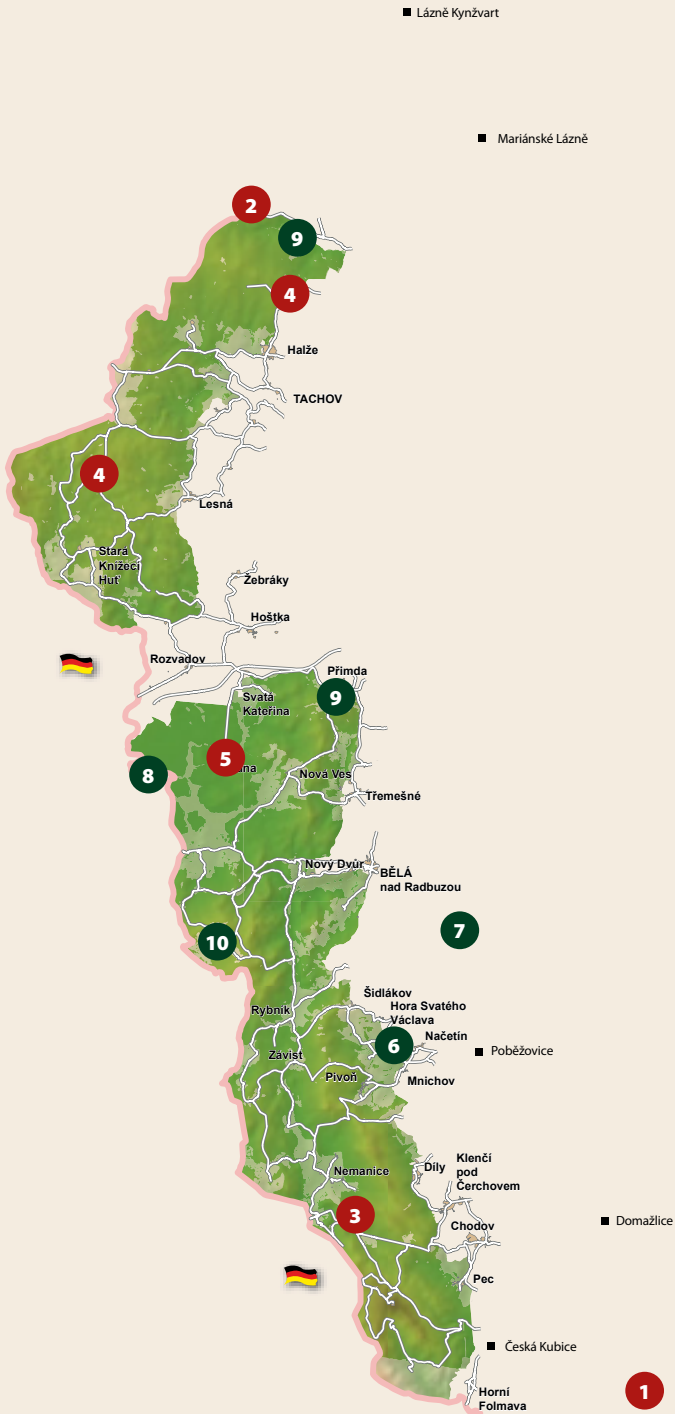 Lázně Kynžvart
Mariánské Lázně
2
9
4
Halže
TACHOV
4
Lesná
Stará
Knížecí
Huť
Žebráky
Hoštka
Rozvadov
Přimda
9
Svatá
Kateřina
5
8
Nová Ves
Třemešné
Nový Dvůr
BĚLÁ
nad Radbuzou
7
10
Šidlákov
Hora Svatého
Václava
Rybník
Načetín
6
Poběžovice
Závist
Pivoň
Mnichov
Nemanice
Díly
Klenčí
pod
Čerchovem
3
Chodov
Domažlice
Pec
Česká Kubice
1
Horní
Folmava